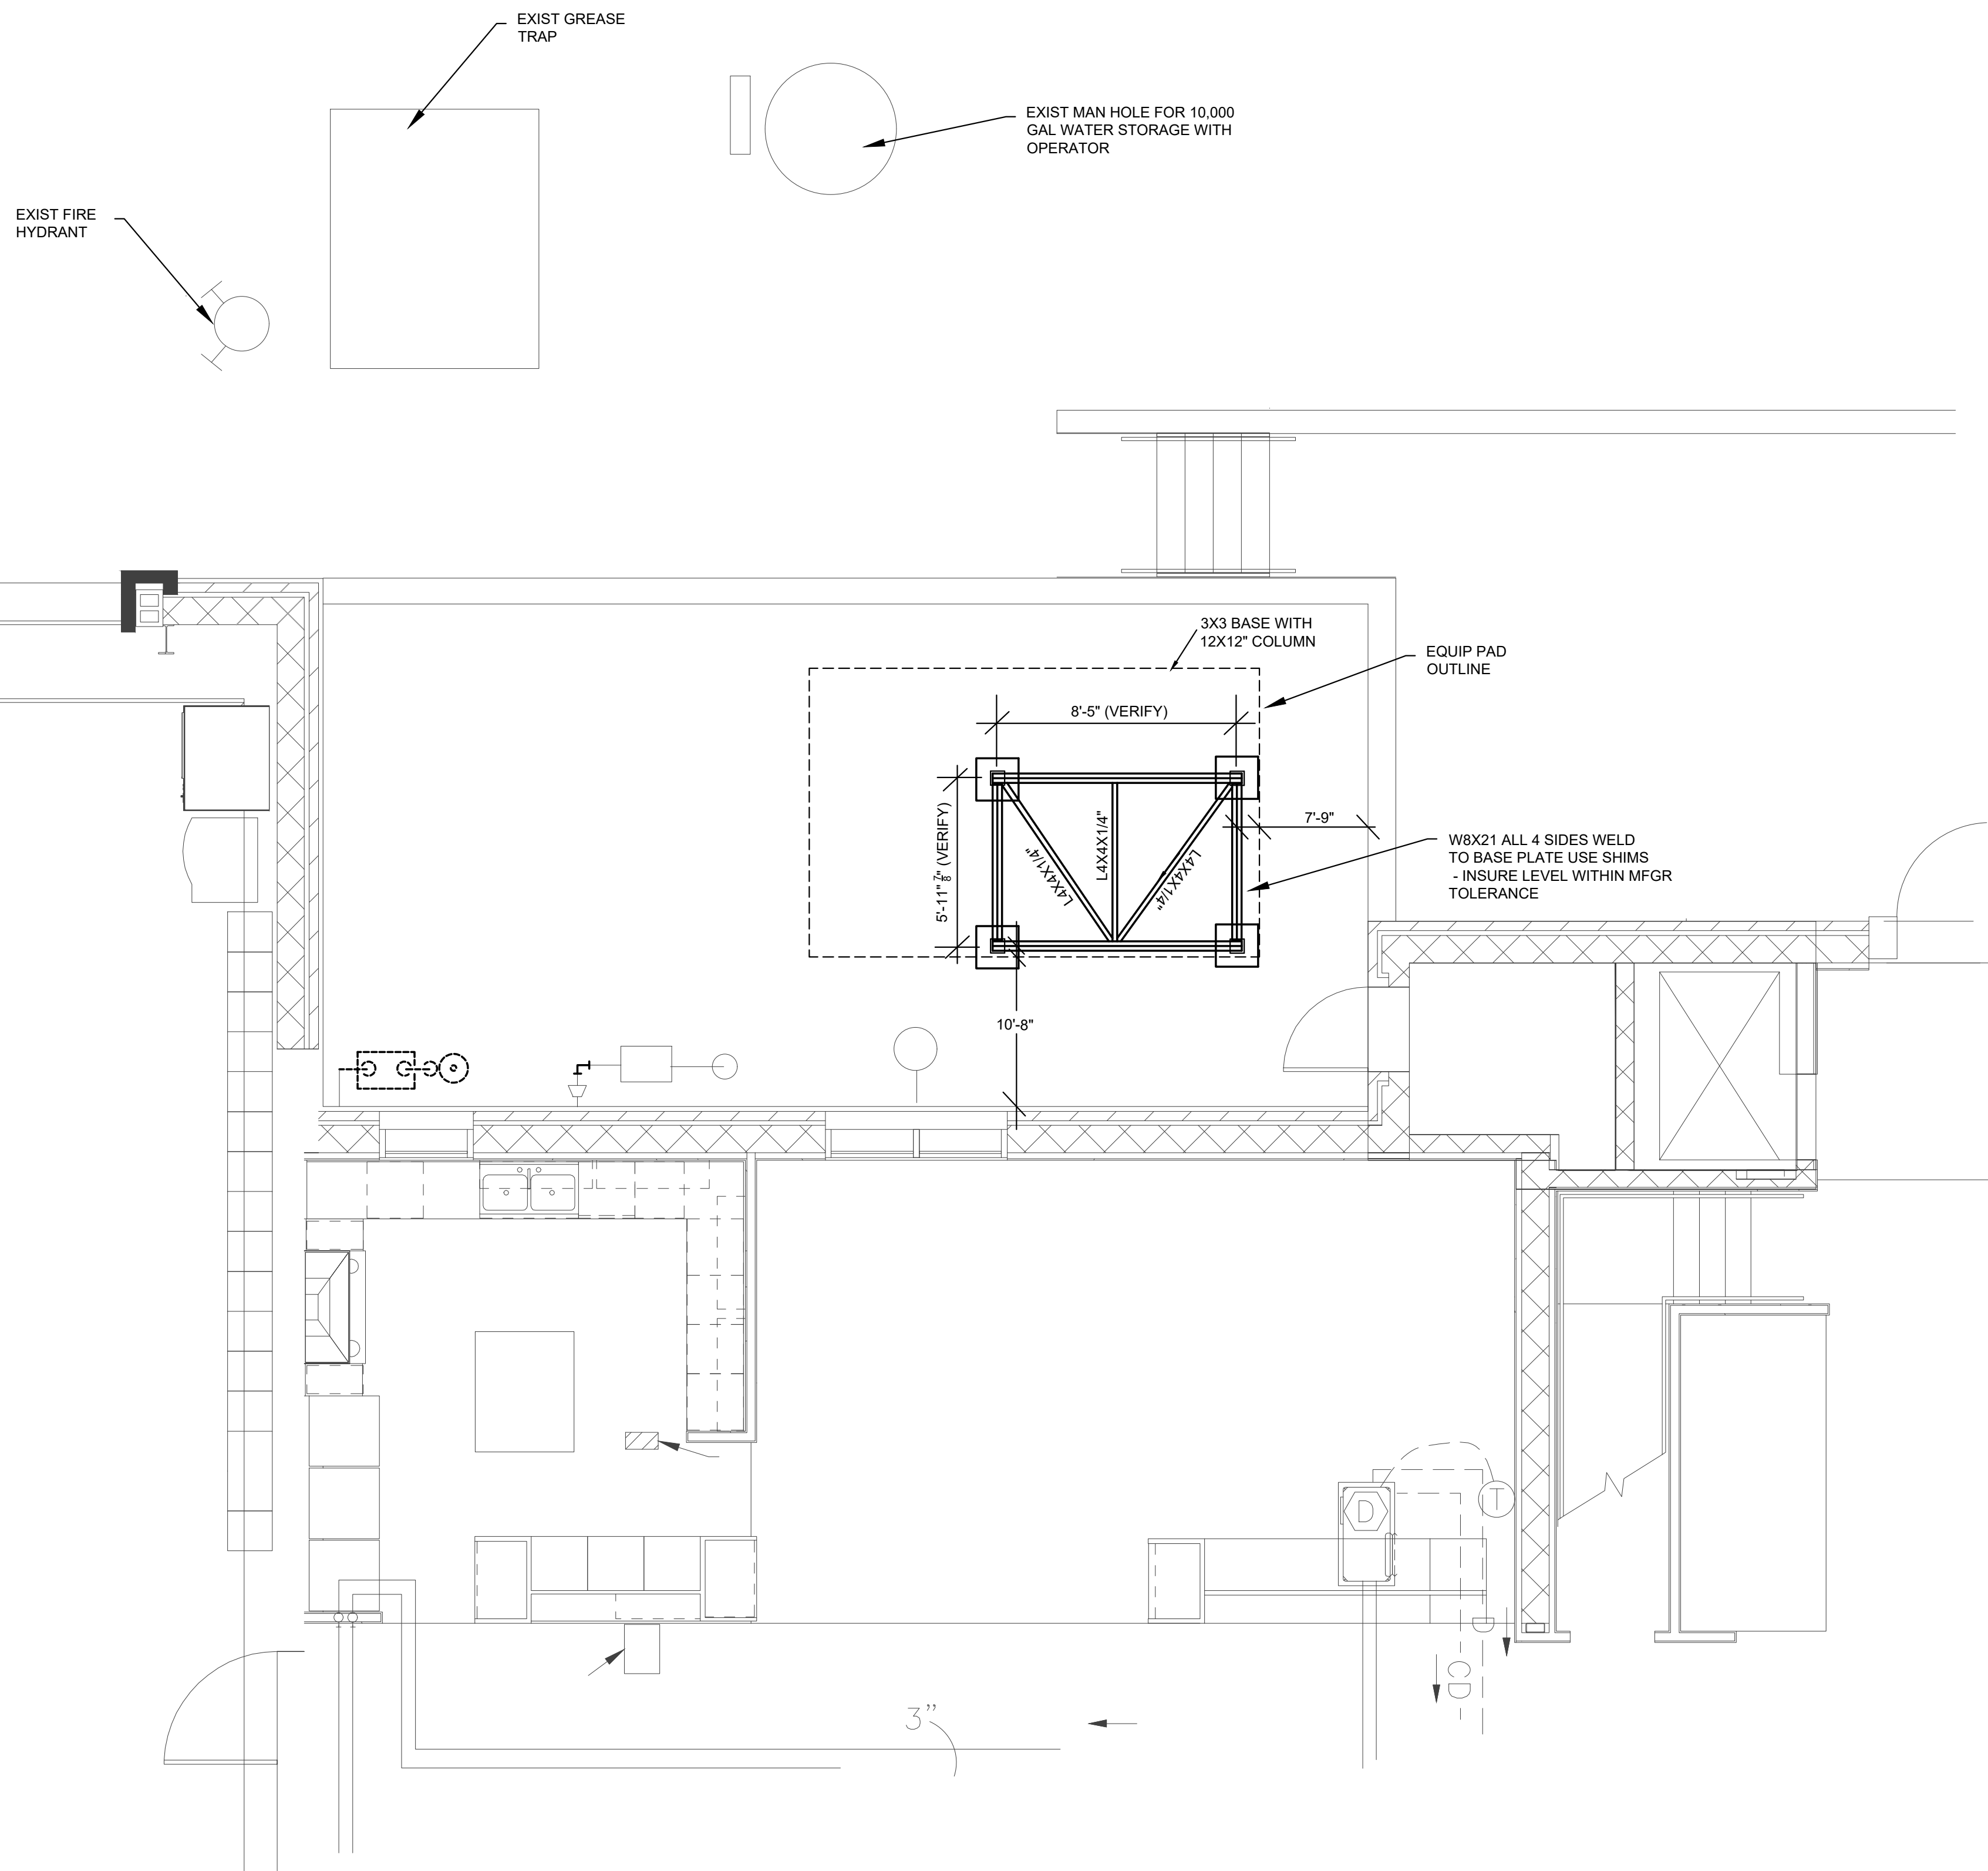 EXIST GREASE
TRAP
EXIST MAN HOLE FOR 10,000
GAL WATER STORAGE WITH
OPERATOR
EXIST FIRE
HYDRANT
3X3 BASE WITH
12X12" COLUMN
EQUIP PAD
OUTLINE
8'-5" (VERIFY)
7'-9"
5'-11" 7/8" (VERIFY)
L4X4X1/4"
L4X4X1/4"
L4X4X1/4"
W8X21 ALL 4 SIDES WELD
TO BASE PLATE USE SHIMS
- INSURE LEVEL WITHIN MFGR
TOLERANCE
10'-8"
D
T
D
CD
3"